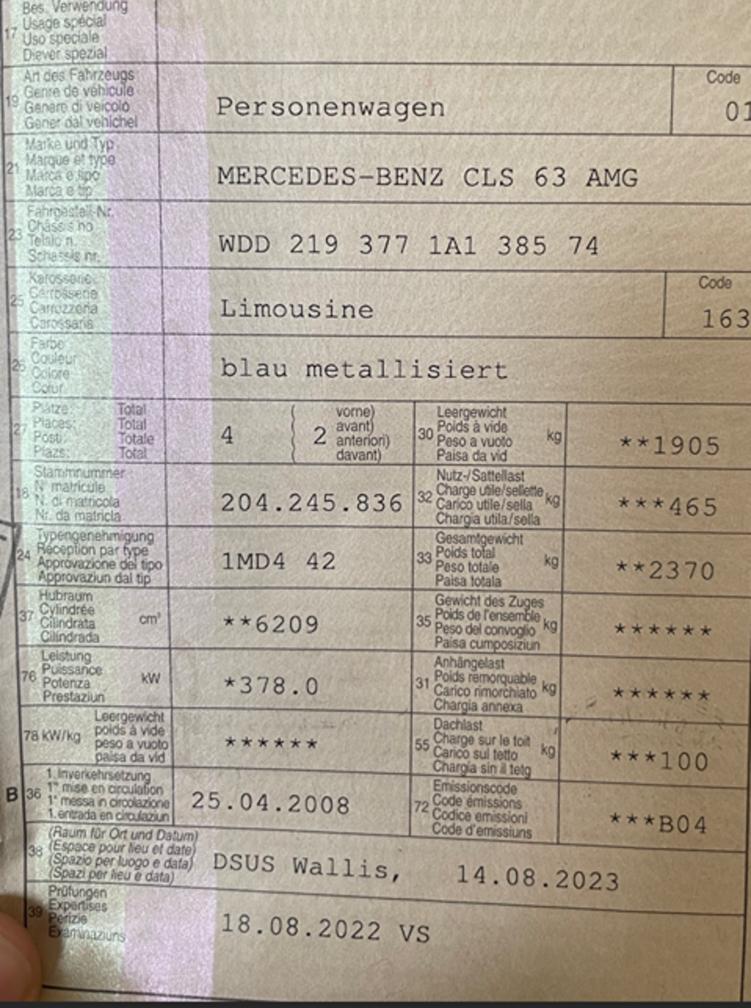 Bes. Verwendung
Usage spécial
17 Uso speciale
Diever spezial
Art des Fahrzeugs
Genre de véhicule
19 Genere di veicolo
Gener dal vehichel
Personenwagen
Code
01
Marke und Typ
Marque et type
21 Marca e tipo
Marca e tip
MERCEDES-BENZ CLS 63 AMG
Fahrgestell-Nr.
Châssis no
23 Telaio n.
Schassis nr.
WDD 219 377 1A1 385 74
Karosserie
25 Carrosserie
Carrozzeria
Carossaria
Limousine
Code
163
Farbe
26 Couleur
Colore
Colur
blau metallisiert
Plätze: Total
27 Places: Total
Posti: Totale
Plazs: Total
4
2
vorne)
avant)
anteriori)
davant)
Leergewicht
30 Poids à vide kg
Peso a vuoto
Paisa da vid
**1905
Stammnummer
18 N° matricule
N. di matricola
Nr. da matricla
204.245.836
Nutz-/Sattellast
32 Charge utile/sellette kg
Carico utile/sella
Chargia utila/sella
***465
Typengenehmigung
24 Réception par type
Approvazione del tipo
Approvaziun dal tip
1MD4 42
Gesamtgewicht
33 Poids total kg
Peso totale
Paisa totala
**2370
Hubraum
37 Cylindrée cm³
Cilindrata
Cilindrada
**6209
Gewicht des Zuges
35 Poids de l'ensemble kg
Peso del convoglio
Paisa cumposiziun
******
Leistung
76 Puissance kW
Potenza
Prestaziun
*378.0
Anhängelast
31 Poids remorquable kg
Carico rimorchiato
Chargia annexa
******
Leergewicht
78 kW/kg poids à vide
peso a vuoto
paisa da vid
******
Dachlast
55 Charge sur le toit kg
Carico sul tetto
Chargia sin il tetg
***100
1. Inverkehrsetzung
B 36 1re mise en circulation
1a messa in circolazione
1. entrada en circulaziun
25.04.2008
Emissionscode
72 Code émissions
Codice emissioni
Code d'emissiuns
***B04
(Raum für Ort und Datum)
38 (Espace pour lieu et date)
(Spazio per luogo e data)
(Spazi per lieu e data)
DSUS Wallis, 14.08.2023
Prüfungen
39 Expertises
Perizie
Examinaziuns
18.08.2022 VS